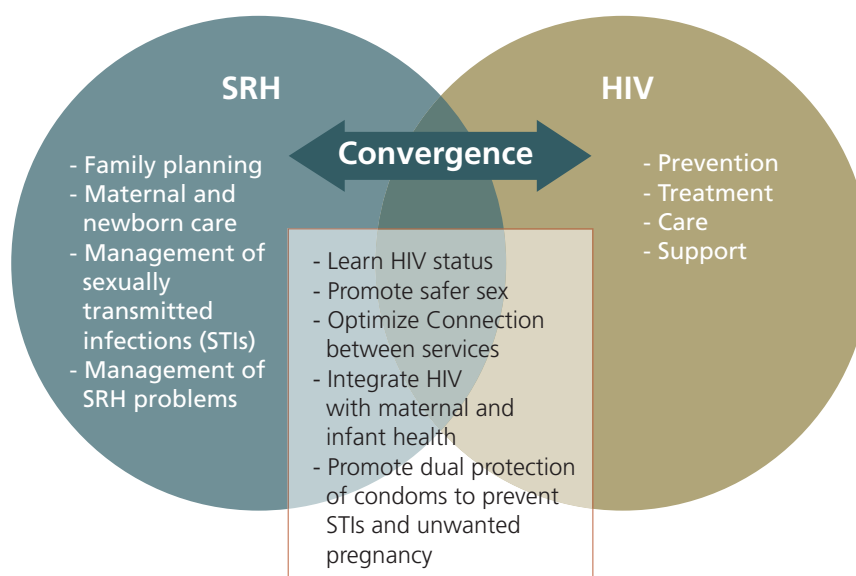 SRH
HIV
Convergence
- Family planning
- Maternal and
newborn care
- Management of
sexually
transmitted
infections (STIs)
- Management of
SRH problems
- Learn HIV status
- Promote safer sex
- Optimize Connection
between services
- Integrate HIV
with maternal and
infant health
- Promote dual protection
of condoms to prevent
STIs and unwanted
pregnancy
- Prevention
- Treatment
- Care
- Support